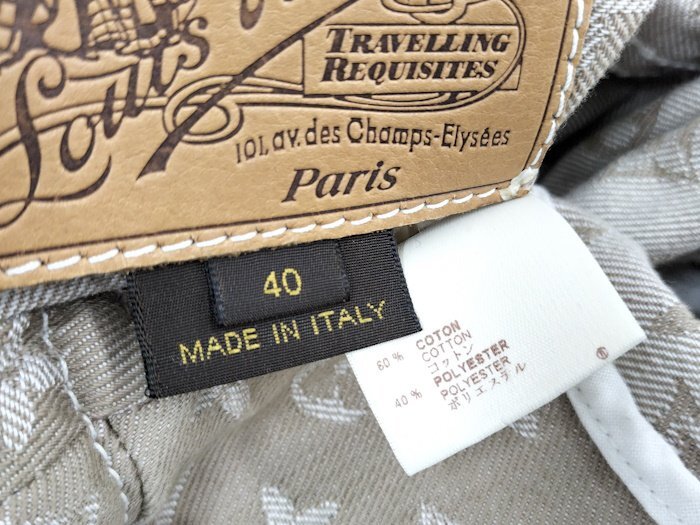 Louis
TRAVELLING
REQUISITES
101, av. des Champs-Elysées
Paris
40
MADE IN ITALY
60 % COTON
COTTON
コットン
POLYESTER
40 % POLYESTER
ポリエステル